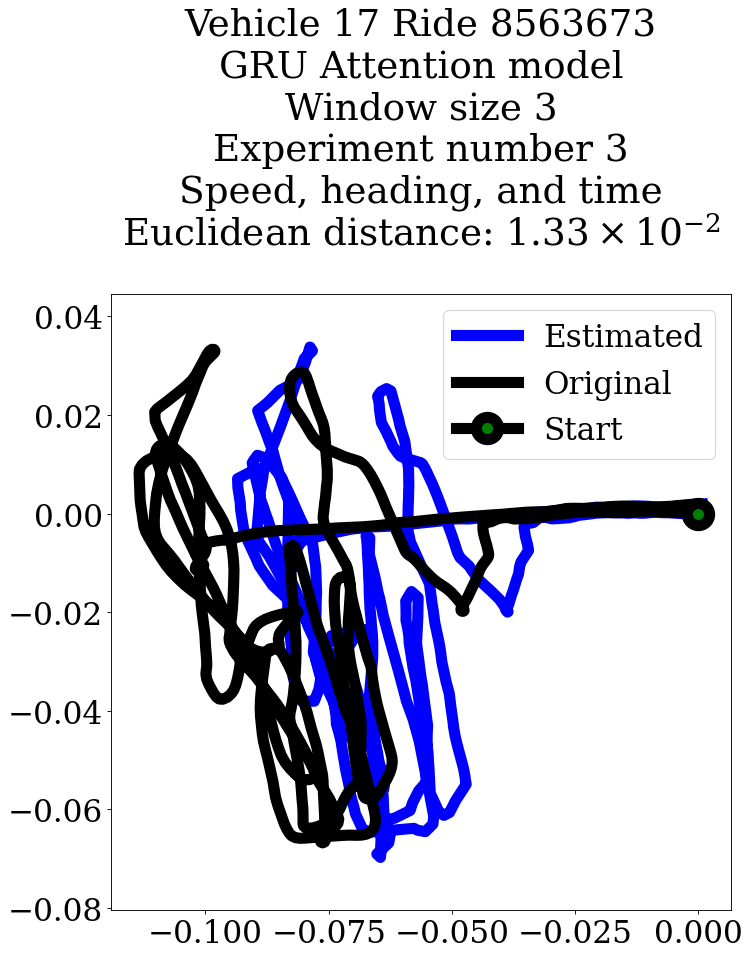 Vehicle 17 Ride 8563673
GRU Attention model
Window size 3
Experiment number 3
Speed, heading, and time
Euclidean distance: 1.33 × 10⁻²
Estimated
Original
Start
0.04
0.02
0.00
−0.02
−0.04
−0.06
−0.08
−0.100 −0.075 −0.050 −0.025 0.000